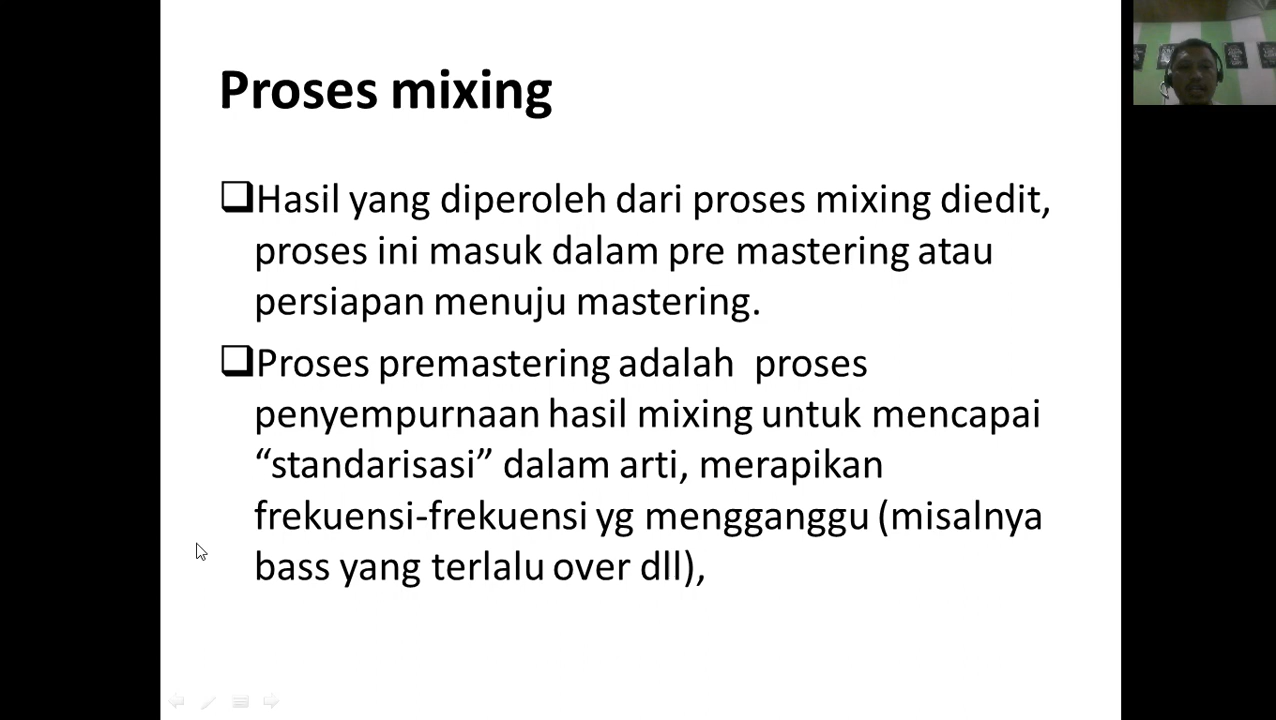 Proses mixing
❑Hasil yang diperoleh dari proses mixing diedit,
proses ini masuk dalam pre mastering atau
persiapan menuju mastering.
❑Proses premastering adalah  proses
penyempurnaan hasil mixing untuk mencapai
“standarisasi” dalam arti, merapikan
frekuensi-frekuensi yg mengganggu (misalnya
bass yang terlalu over dll),